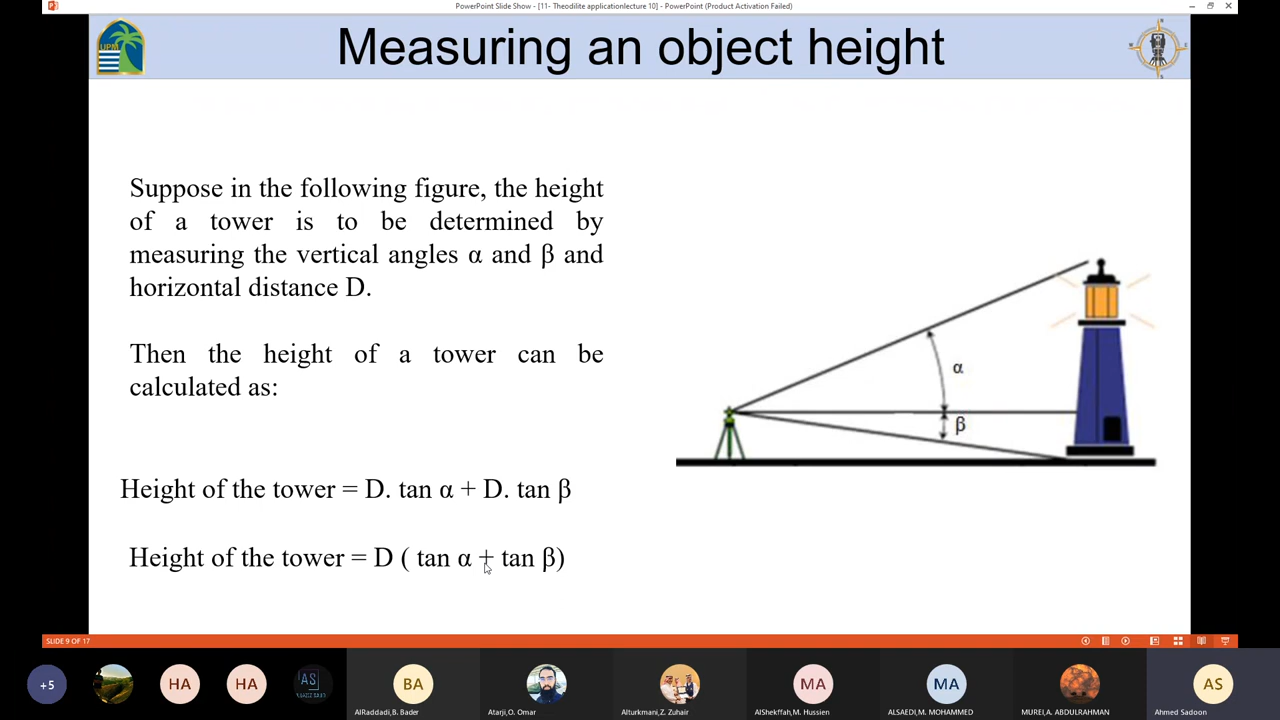 PowerPoint Slide Show - [11- Theodilite applicationlecture 10] - PowerPoint (Product Activation Failed)
UPM
Measuring an object height
Suppose in the following figure, the height
of a tower is to be determined by
measuring the vertical angles α and β and
horizontal distance D.
Then the height of a tower can be
calculated as:
Height of the tower = D. tan α + D. tan β
Height of the tower = D ( tan α + tan β)
α
β
SLIDE 9 OF 17
+5
HA
HA
AS
BA
MA
MA
AS
AlRaddadi,B. Bader
Atarji,O. Omar
Alturkmani,Z. Zuhair
AlShekffah,M. Hussien
ALSAEDI,M. MOHAMMED
MUREI,A. ABDULRAHMAN
Ahmed Sadoon